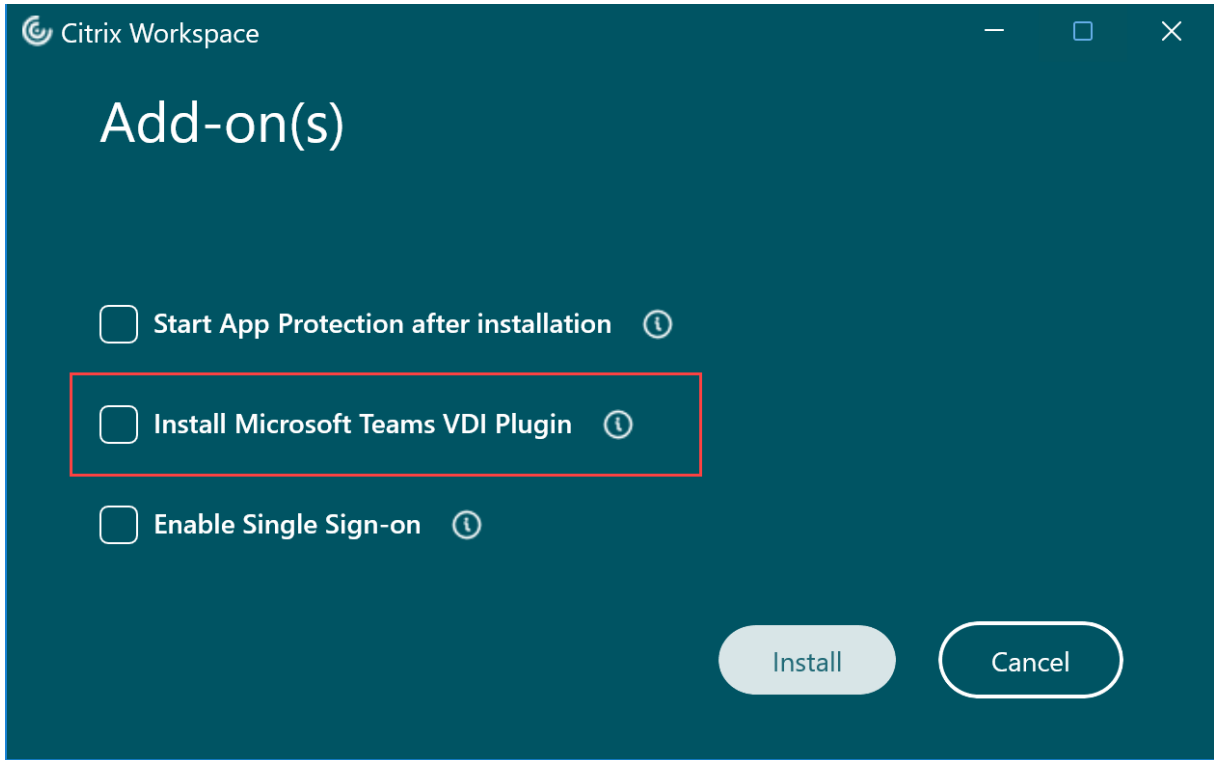 Citrix Workspace
Add-on(s)
Start App Protection after installation
Install Microsoft Teams VDI Plugin
Enable Single Sign-on
Install
Cancel